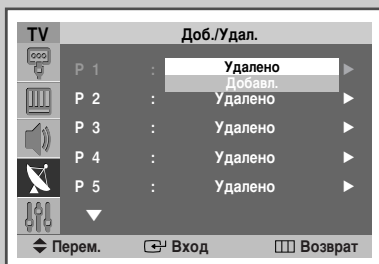 TV Доб./Удал.
P 1 : Удалено
Добавл.
P 2 : Удалено
P 3 : Удалено
P 4 : Удалено
P 5 : Удалено
Перем. Вход Возврат